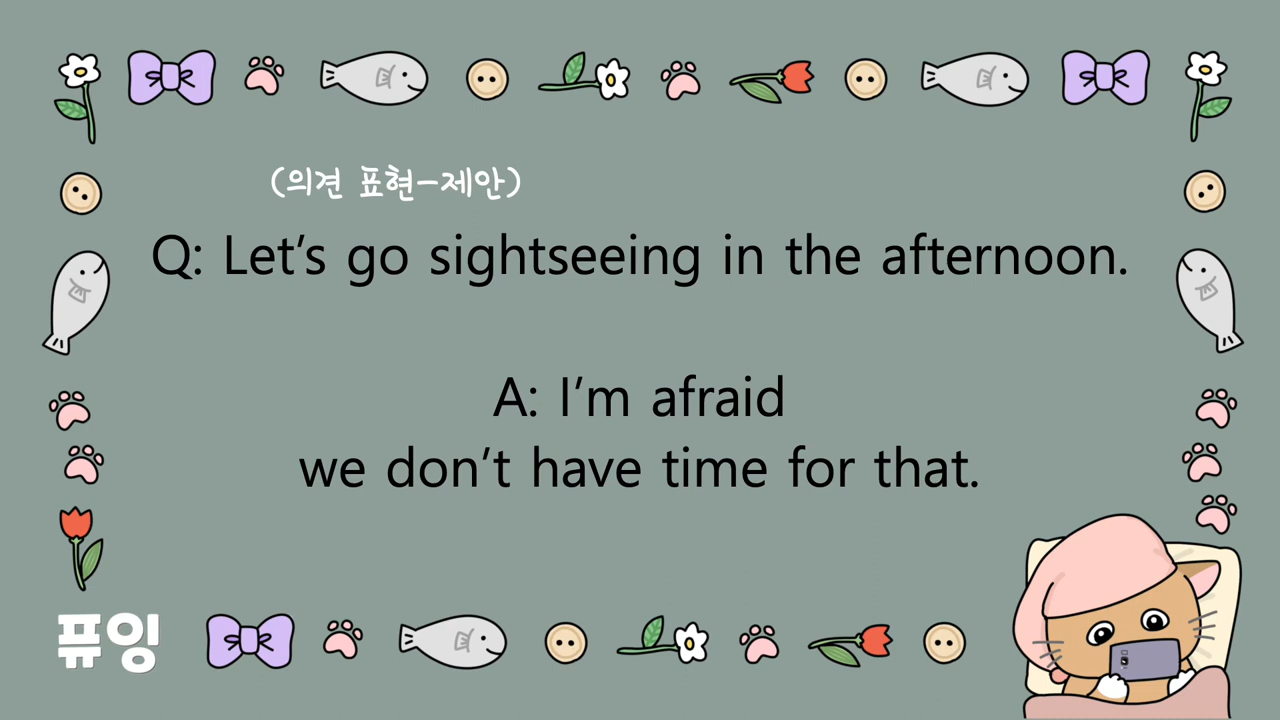 (의견 표현-제안)
Q: Let's go sightseeing in the afternoon.
A: I'm afraid
we don't have time for that.
퓨잉